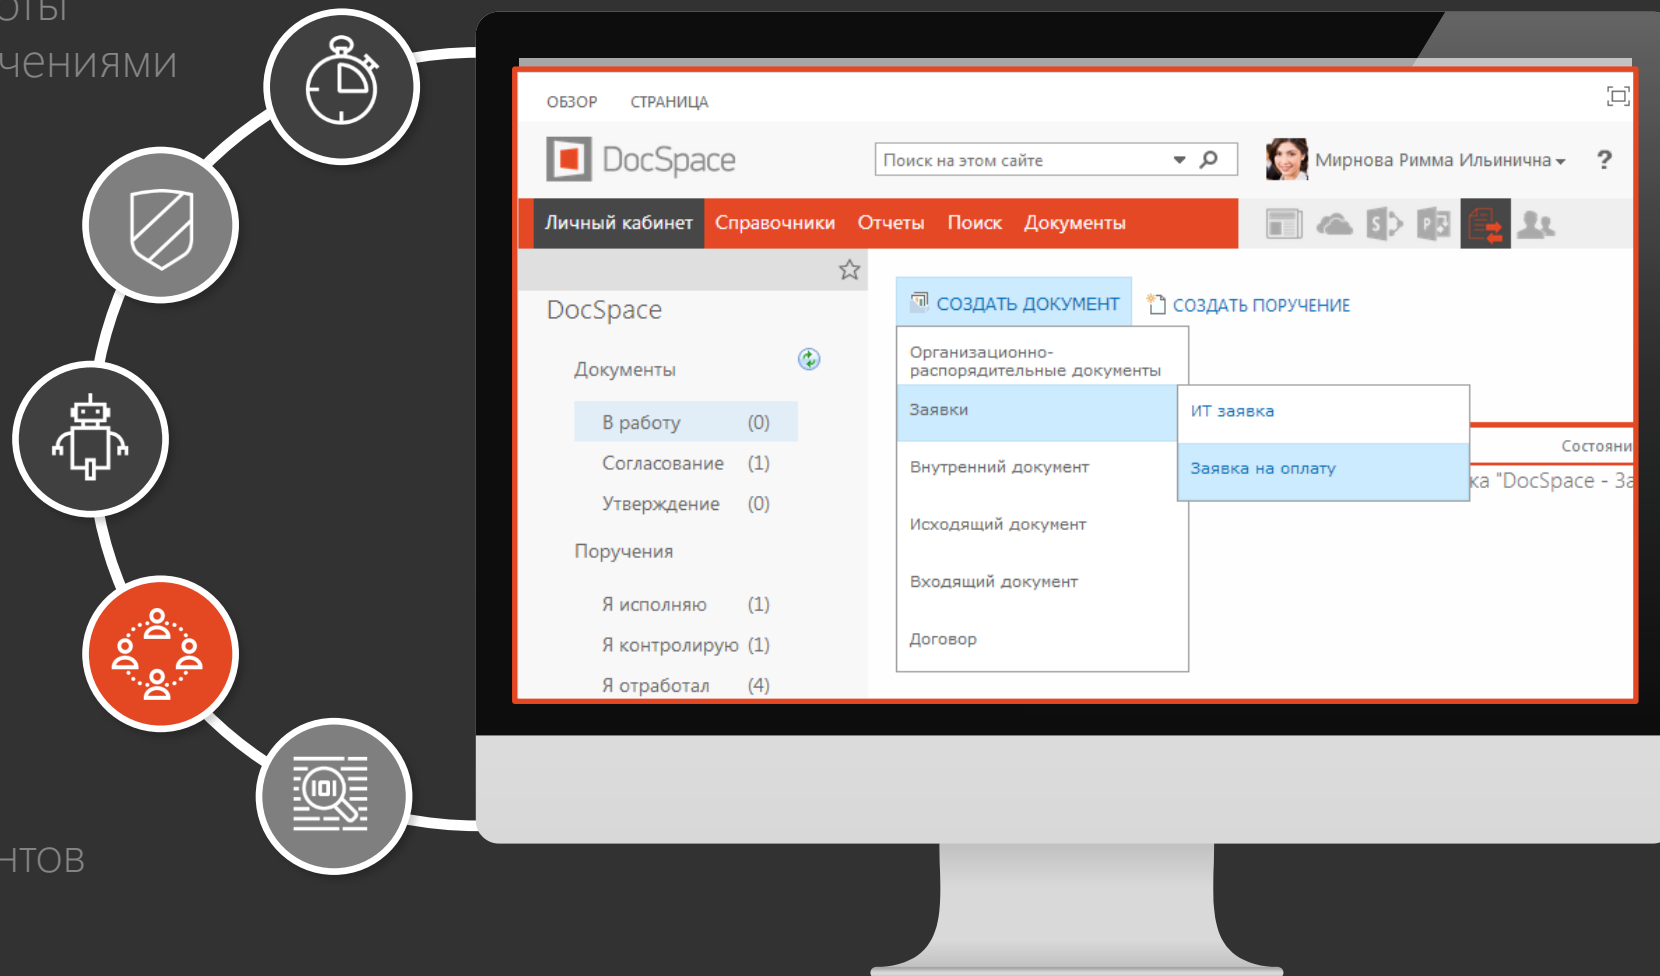 ОБЗОР СТРАНИЦА
DocSpace
Поиск на этом сайте
Мирнова Римма Ильинична
?
Личный кабинет Справочники Отчеты Поиск Документы
S
P
DocSpace
Документы
В работу (0)
Согласование (1)
Утверждение (0)
Поручения
Я исполняю (1)
Я контролирую (1)
Я отработал (4)
СОЗДАТЬ ДОКУМЕНТ СОЗДАТЬ ПОРУЧЕНИЕ
Организационно-
распорядительные документы
Заявки
Внутренний документ
Исходящий документ
Входящий документ
Договор
ИТ заявка
Заявка на оплату
Состояни
ка "DocSpace - За
оты
чениями
101
нтов